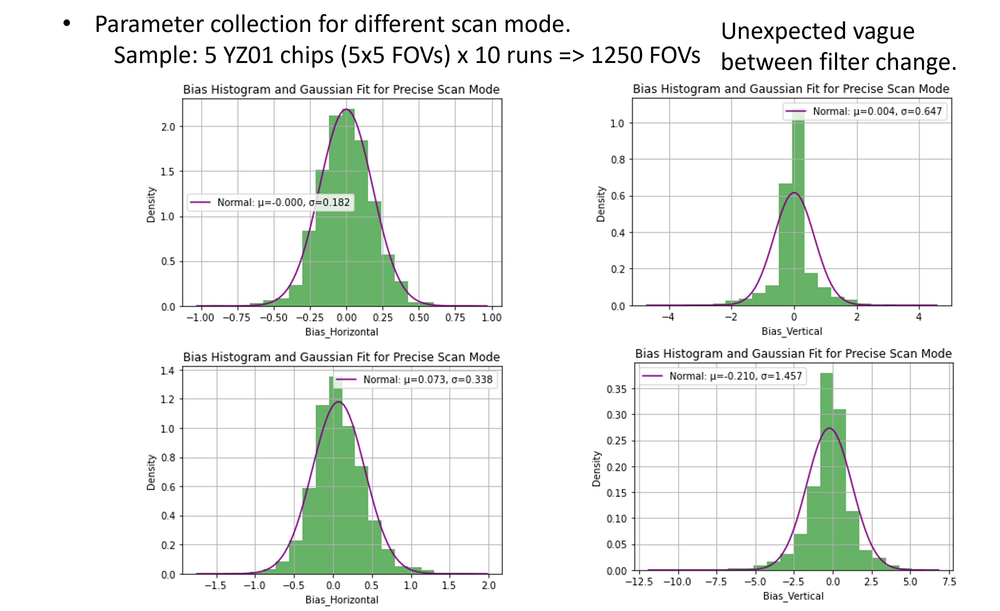 • Parameter collection for different scan mode.
Sample: 5 YZ01 chips (5x5 FOVs) x 10 runs => 1250 FOVs
Unexpected vague
between filter change.
Bias Histogram and Gaussian Fit for Precise Scan Mode
Normal: μ=-0.000, σ=0.182
Density
2.0
1.5
1.0
0.5
0.0
−1.00 −0.75 −0.50 −0.25 0.00 0.25 0.50 0.75 1.00
Bias_Horizontal
Bias Histogram and Gaussian Fit for Precise Scan Mode
Normal: μ=0.004, σ=0.647
Density
1.0
0.8
0.6
0.4
0.2
0.0
−4 −2 0 2 4
Bias_Vertical
Bias Histogram and Gaussian Fit for Precise Scan Mode
Normal: μ=0.073, σ=0.338
Density
1.4
1.2
1.0
0.8
0.6
0.4
0.2
0.0
−1.5 −1.0 −0.5 0.0 0.5 1.0 1.5 2.0
Bias_Horizontal
Bias Histogram and Gaussian Fit for Precise Scan Mode
Normal: μ=-0.210, σ=1.457
Density
0.35
0.30
0.25
0.20
0.15
0.10
0.05
0.00
−12.5 −10.0 −7.5 −5.0 −2.5 0.0 2.5 5.0 7.5
Bias_Vertical